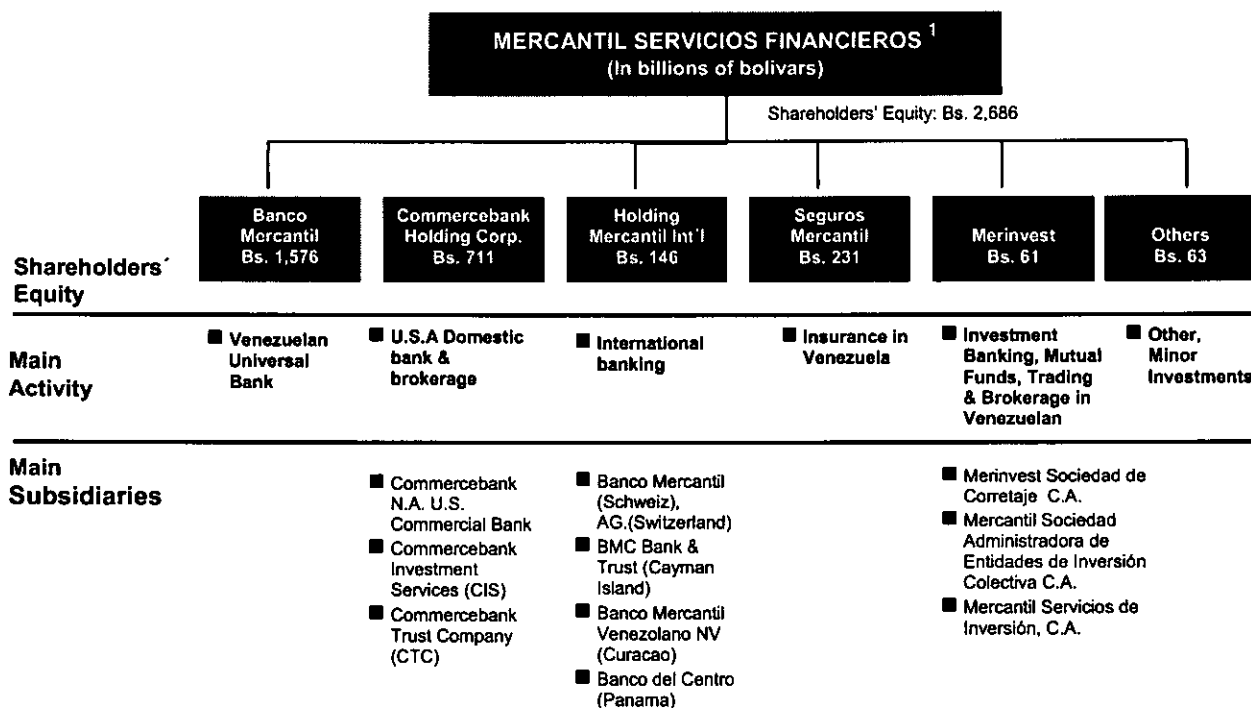 MERCANTIL SERVICIOS FINANCIEROS 1
(In billions of bolivars)
Shareholders' Equity: Bs. 2,686
Banco
Mercantil
Bs. 1,576
Commercebank
Holding Corp.
Bs. 711
Holding
Mercantil Int´l
Bs. 146
Seguros
Mercantil
Bs. 231
Merinvest
Bs. 61
Others
Bs. 63
Shareholders´
Equity
Main
Activity
■ Venezuelan
Universal
Bank
■ U.S.A Domestic
bank &
brokerage
■ International
banking
■ Insurance in
Venezuela
■ Investment
Banking, Mutual
Funds, Trading
& Brokerage in
Venezuelan
■ Other,
Minor
Investments
Main
Subsidiaries
■ Commercebank
N.A. U.S.
Commercial Bank
■ Commercebank
Investment
Services (CIS)
■ Commercebank
Trust Company
(CTC)
■ Banco Mercantil
(Schweiz),
AG.(Switzerland)
■ BMC Bank &
Trust (Cayman
Island)
■ Banco Mercantil
Venezolano NV
(Curacao)
■ Banco del Centro
(Panama)
■ Merinvest Sociedad de
Corretaje C.A.
■ Mercantil Sociedad
Administradora de
Entidades de Inversión
Colectiva C.A.
■ Mercantil Servicios de
Inversión, C.A.